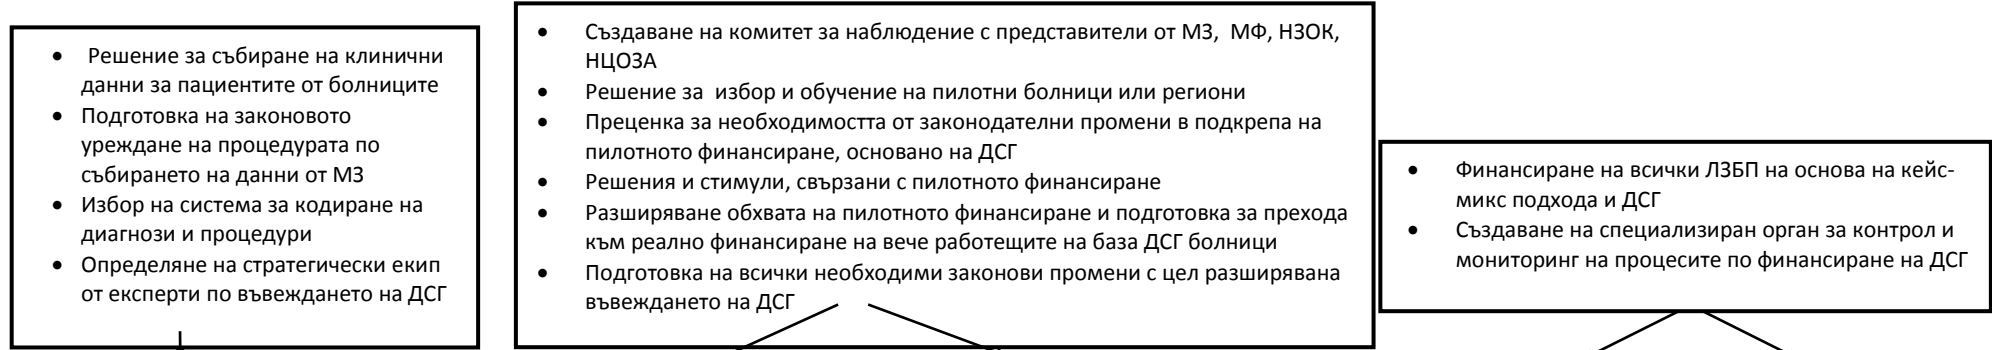 • Решение за събиране на клинични
данни за пациентите от болниците
• Подготовка на законовото
уреждане на процедурата по
събирането на данни от МЗ
• Избор на система за кодиране на
диагнози и процедури
• Определяне на стратегически екип
от експерти по въвеждането на ДСГ
• Създаване на комитет за наблюдение с представители от МЗ, МФ, НЗОК,
НЦОЗА
• Решение за избор и обучение на пилотни болници или региони
• Преценка за необходимостта от законодателни промени в подкрепа на
пилотното финансиране, основано на ДСГ
• Решения и стимули, свързани с пилотното финансиране
• Разширяване обхвата на пилотното финансиране и подготовка за прехода
към реално финансиране на вече работещите на база ДСГ болници
• Подготовка на всички необходими законови промени с цел разширявана
въвеждането на ДСГ
• Финансиране на всички ЛЗБП на основа на кейс-
микс подхода и ДСГ
• Създаване на специализиран орган за контрол и
мониторинг на процесите по финансиране на ДСГ